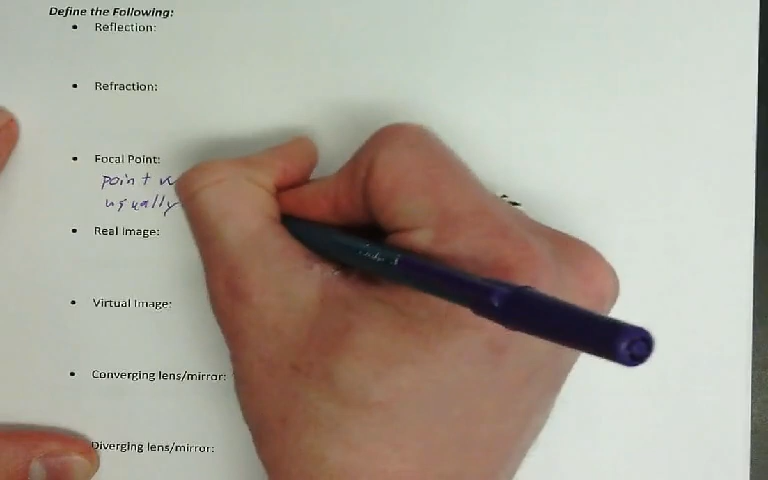 Define the Following:
• Reflection:
• Refraction:
• Focal Point:
point
usually
• Real Image:
• Virtual Image:
• Converging lens/mirror:
Diverging lens/mirror: